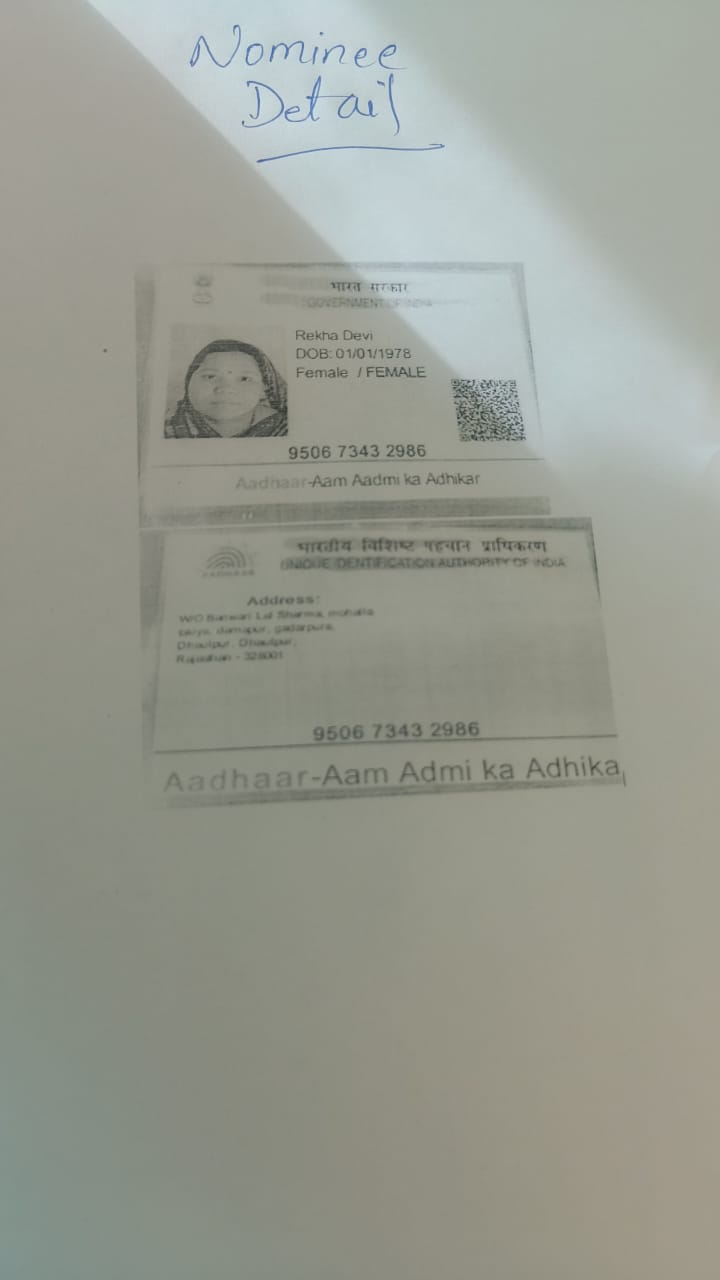 Nominee
Detail
भारत सरकार
GOVERNMENT OF INDIA
Rekha Devi
DOB: 01/01/1978
Female / FEMALE
9506 7343 2986
Aadhaar-Aam Aadmi ka Adhikar
भारतीय विशिष्ट पहचान प्राधिकरण
UNIQUE IDENTIFICATION AUTHORITY OF INDIA
AADHAAR
Address:
W/O Banwari Lal Sharma, mohalla
damapur, gadarpura,
Dhaulpur, Dhaulpur,
Rajasthan - 328001
9506 7343 2986
Aadhaar-Aam Admi ka Adhika